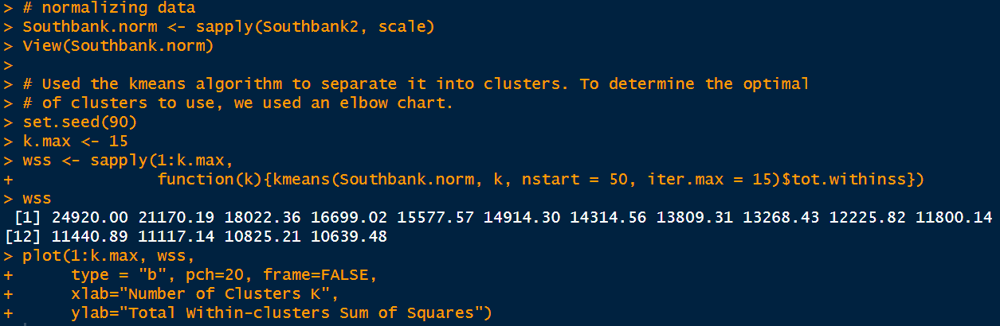 > # normalizing data
> Southbank.norm <- sapply(Southbank2, scale)
> View(Southbank.norm)
>
> # Used the kmeans algorithm to separate it into clusters. To determine the optimal
> # of clusters to use, we used an elbow chart.
> set.seed(90)
> k.max <- 15
> wss <- sapply(1:k.max,
+               function(k){kmeans(Southbank.norm, k, nstart = 50, iter.max = 15)$tot.withinss})
> wss
 [1] 24920.00 21170.19 18022.36 16699.02 15577.57 14914.30 14314.56 13809.31 13268.43 12225.82 11800.14
[12] 11440.89 11117.14 10825.21 10639.48
> plot(1:k.max, wss,
+      type = "b", pch=20, frame=FALSE,
+      xlab="Number of Clusters K",
+      ylab="Total Within-clusters Sum of Squares")